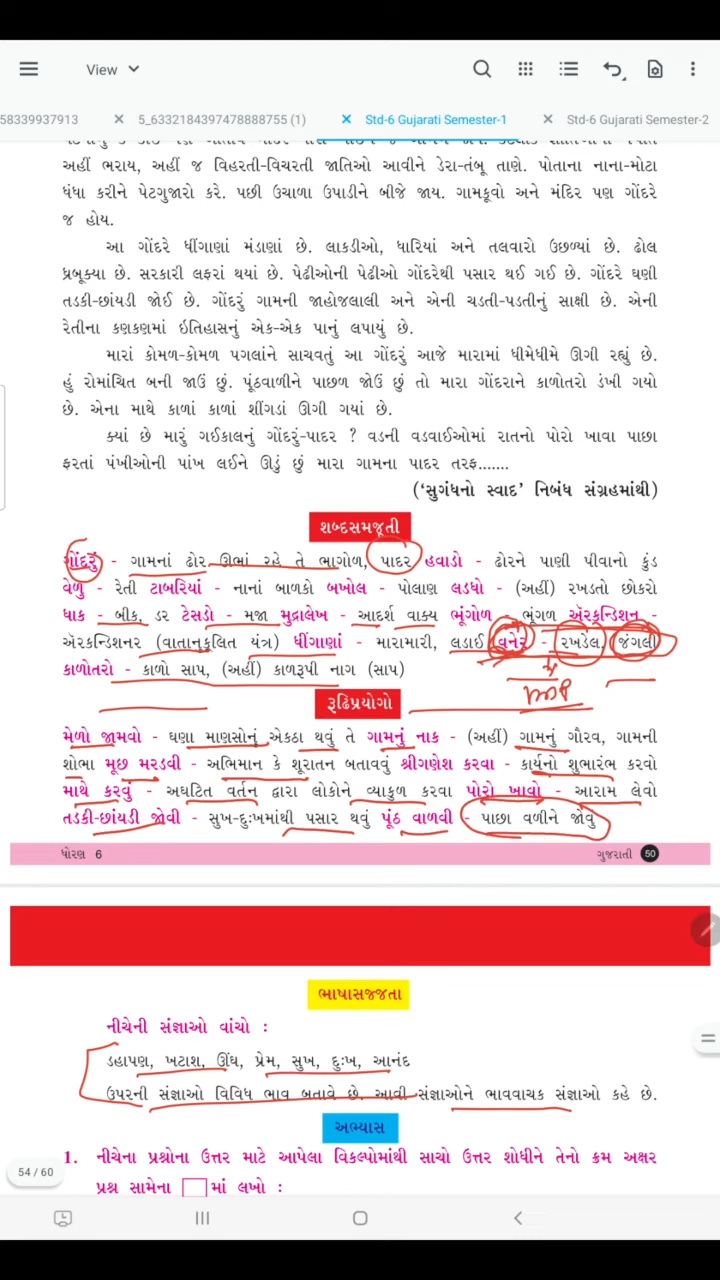 View
58339937913 × 5_6332184397478888755 (1) × Std-6 Gujarati Semester-1 × Std-6 Gujarati Semester-2
અહીં ભરાય, અહીં જ વિહરતી-વિચરતી જાતિઓ આવીને ડેરા-તંબૂ તાણે. પોતાના નાના-મોટા
ધંધા કરીને પેટગુજારો કરે. પછી ઉચાળા ઉપાડીને બીજે જાય. ગામકૂવો અને મંદિર પણ ગોંદરે
જ હોય.
આ ગોંદરે ધીંગાણાં મંડાણાં છે. લાકડીઓ, ધારિયાં અને તલવારો ઉછળ્યાં છે. ઢોલ
ધ્રબૂક્યા છે. સરકારી લફરાં થયાં છે. પેઢીઓની પેઢીઓ ગોંદરેથી પસાર થઈ ગઈ છે. ગોંદરે ઘણી
તડકી-છાંયડી જોઈ છે. ગોંદરું ગામની જાહોજલાલી અને એની ચડતી-પડતીનું સાક્ષી છે. એની
રેતીના કણકણમાં ઇતિહાસનું એક-એક પાનું લપાયું છે.
મારાં કોમળ-કોમળ પગલાંને સાચવતું આ ગોંદરું આજે મારામાં ધીમેધીમે ઊગી રહ્યું છે.
હું રોમાંચિત બની જાઉં છું. પૂંઠવાળીને પાછળ જોઉં છું તો મારા ગોંદરાને કાળોતરો ડંખી ગયો
છે. એના માથે કાળાં કાળાં શીંગડાં ઊગી ગયાં છે.
ક્યાં છે મારું ગઈકાલનું ગોંદરું-પાદર ? વડની વડવાઈઓમાં રાતનો પોરો ખાવા પાછા
ફરતાં પંખીઓની પાંખ લઈને ઊડું છું મારા ગામના પાદર તરફ.......
(‘સુગંધનો સ્વાદ’ નિબંધ સંગ્રહમાંથી)
શબ્દસમજૂતી
ગોંદરું - ગામનાં ઢોર ઊભાં રહે તે ભાગોળ, પાદર હવાડો - ઢોરને પાણી પીવાનો કુંડ
વેળુ - રેતી ટાબરિયાં - નાનાં બાળકો બખોલ - પોલાણ લડધો - (અહીં) રખડતો છોકરો
ધાક - બીક, ડર ટેસડો - મજા મુદ્રાલેખ - આદર્શ વાક્ય ભૂંગોળ - ભૂંગળ ઍરકન્ડિશન -
ઍરકન્ડિશનર (વાતાનુકૂલિત યંત્ર) ધીંગાણાં - મારામારી, લડાઈ વનેર - રખડેલ, જંગલી
કાળોતરો - કાળો સાપ, (અહીં) કાળરૂપી નાગ (સાપ)
રૂઢિપ્રયોગો
મેળો જામવો - ઘણા માણસોનું એકઠા થવું તે ગામનું નાક - (અહીં) ગામનું ગૌરવ, ગામની
શોભા મૂછ મરડવી - અભિમાન કે શૂરાતન બતાવવું શ્રીગણેશ કરવા - કાર્યનો શુભારંભ કરવો
માથે કરવું - અઘટિત વર્તન દ્વારા લોકોને વ્યાકુળ કરવા પોરો ખાવો - આરામ લેવો
તડકી-છાંયડી જોવી - સુખ-દુઃખમાંથી પસાર થવું પૂંઠ વાળવી - પાછા વળીને જોવું
ધોરણ 6 ગુજરાતી 50
ભાષાસજ્જતા
નીચેની સંજ્ઞાઓ વાંચો :
ડહાપણ, ખટાશ, ઊંઘ, પ્રેમ, સુખ, દુઃખ, આનંદ
ઉપરની સંજ્ઞાઓ વિવિધ ભાવ બતાવે છે. આવી સંજ્ઞાઓને ભાવવાચક સંજ્ઞાઓ કહે છે.
અભ્યાસ
1. નીચેના પ્રશ્નોના ઉત્તર માટે આપેલા વિકલ્પોમાંથી સાચો ઉત્તર શોધીને તેનો ક્રમ અક્ષર
54 / 60
પ્રશ્ન સામેના માં લખો :